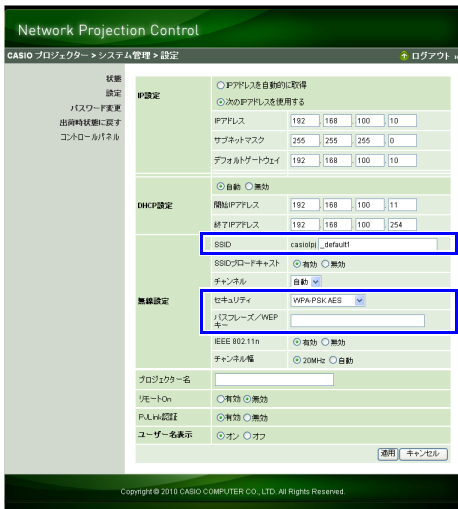 Network Projection Control
CASIO プロジェクター > システム管理 > 設定
ログアウト
状態
設定
パスワード変更
出荷時状態に戻す
コントロールパネル
IP設定
IPアドレスを自動的に取得
次のIPアドレスを使用する
IPアドレス 192 . 168 . 100 . 10
サブネットマスク 255 . 255 . 255 . 0
デフォルトゲートウェイ 192 . 168 . 100 . 10
DHCP設定
自動 無効
開始IPアドレス 192 . 168 . 100 . 11
終了IPアドレス 192 . 168 . 100 . 254
無線設定
SSID casiolpj _default1
SSIDブロードキャスト 有効 無効
チャンネル 自動
セキュリティ WPA-PSK AES
パスフレーズ/WEP
キー
IEEE 802.11n 有効 無効
チャンネル幅 20MHz 自動
プロジェクター名
リモートOn 有効 無効
PJLink認証 有効 無効
ユーザー名表示 オン オフ
適用 キャンセル
Copyright © 2010 CASIO COMPUTER CO., LTD. All Rights Reserved.